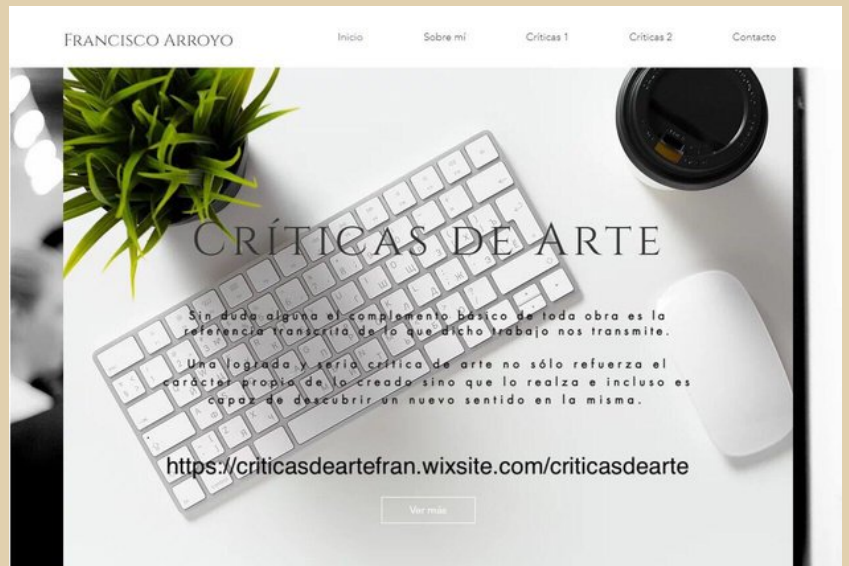 FRANCISCO ARROYO
Inicio
Sobre mí
Críticas 1
Críticas 2
Contacto
CRÍTICAS DE ARTE
Sin duda alguna el complemento básico de toda obra es la
referencia transcrita de lo que dicho trabajo nos transmite.
Una lograda y seria crítica de arte no sólo refuerza el
carácter propio de lo creado sino que lo realza e incluso es
capaz de descubrir un nuevo sentido en la misma.
https://criticasdeartefran.wixsite.com/criticasdearte
Ver más